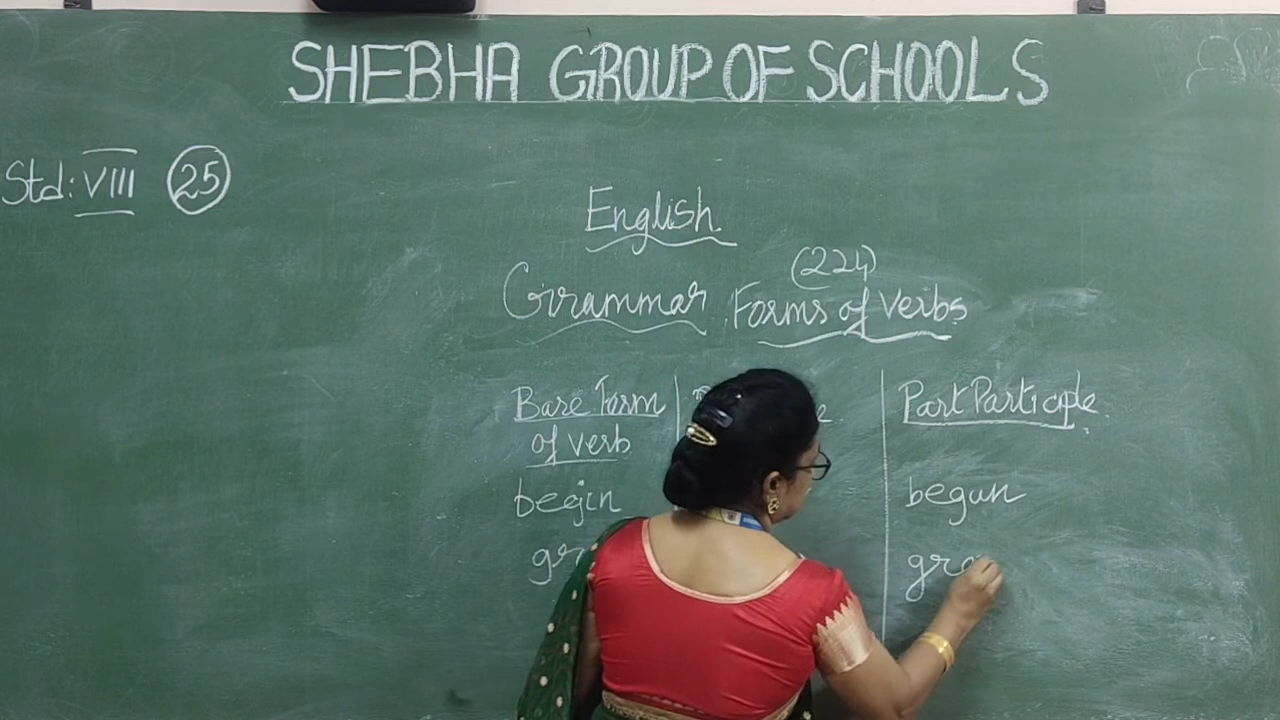 SHEBHA GROUP OF SCHOOLS
Std: VIII 25
English
(224)
Grammar Forms of Verbs
Base Form Past Participle
of verb
begin begun